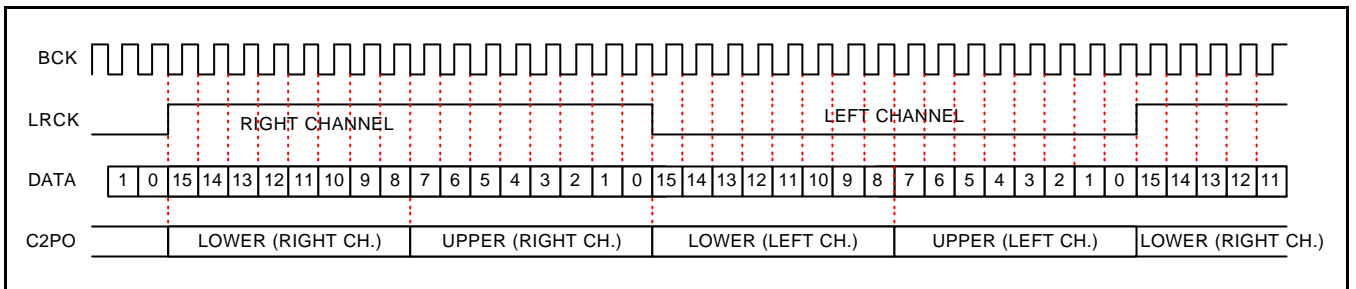 BCK
LRCK RIGHT CHANNEL LEFT CHANNEL
DATA 1 0 15 14 13 12 11 10 9 8 7 6 5 4 3 2 1 0 15 14 13 12 11 10 9 8 7 6 5 4 3 2 1 0 15 14 13 12 11
C2PO LOWER (RIGHT CH.) UPPER (RIGHT CH.) LOWER (LEFT CH.) UPPER (LEFT CH.) LOWER (RIGHT CH.)